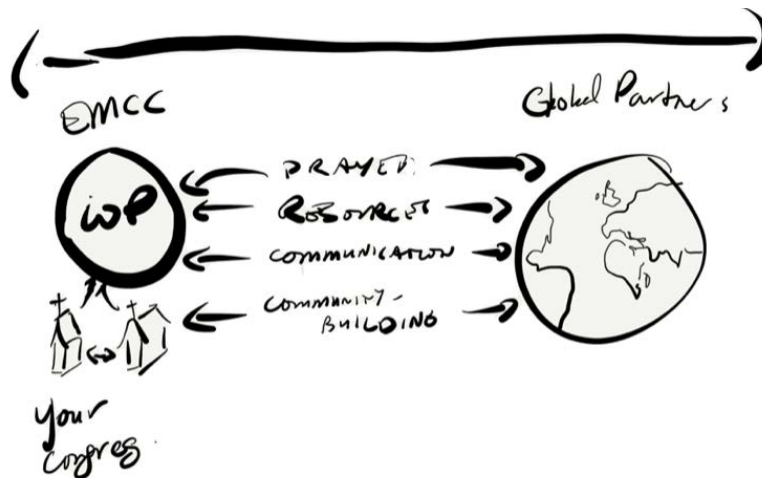 EMCC
Global Partners
WP
PRAYER
RESOURCES
COMMUNICATION
COMMUNITY-
BUILDING
Your
Congreg.